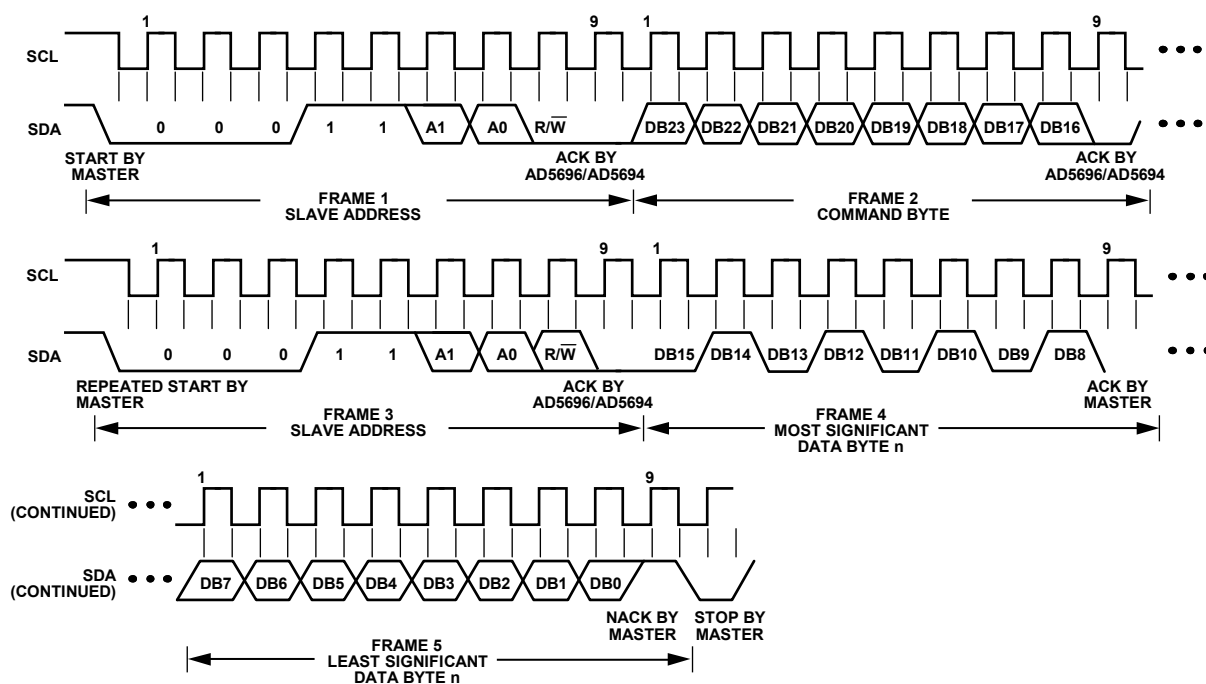 1 9 1 9
SCL
SDA
0 0 0 1 1 A1 A0 R/W̅ DB23 DB22 DB21 DB20 DB19 DB18 DB17 DB16
START BY
MASTER
ACK BY
AD5696/AD5694
ACK BY
AD5696/AD5694
FRAME 1
SLAVE ADDRESS
FRAME 2
COMMAND BYTE
1 9 1 9
SCL
SDA
0 0 0 1 1 A1 A0 R/W̅ DB15 DB14 DB13 DB12 DB11 DB10 DB9 DB8
REPEATED START BY
MASTER
ACK BY
AD5696/AD5694
ACK BY
MASTER
FRAME 3
SLAVE ADDRESS
FRAME 4
MOST SIGNIFICANT
DATA BYTE n
1 9
SCL
(CONTINUED)
SDA
(CONTINUED)
DB7 DB6 DB5 DB4 DB3 DB2 DB1 DB0
NACK BY
MASTER
STOP BY
MASTER
FRAME 5
LEAST SIGNIFICANT
DATA BYTE n